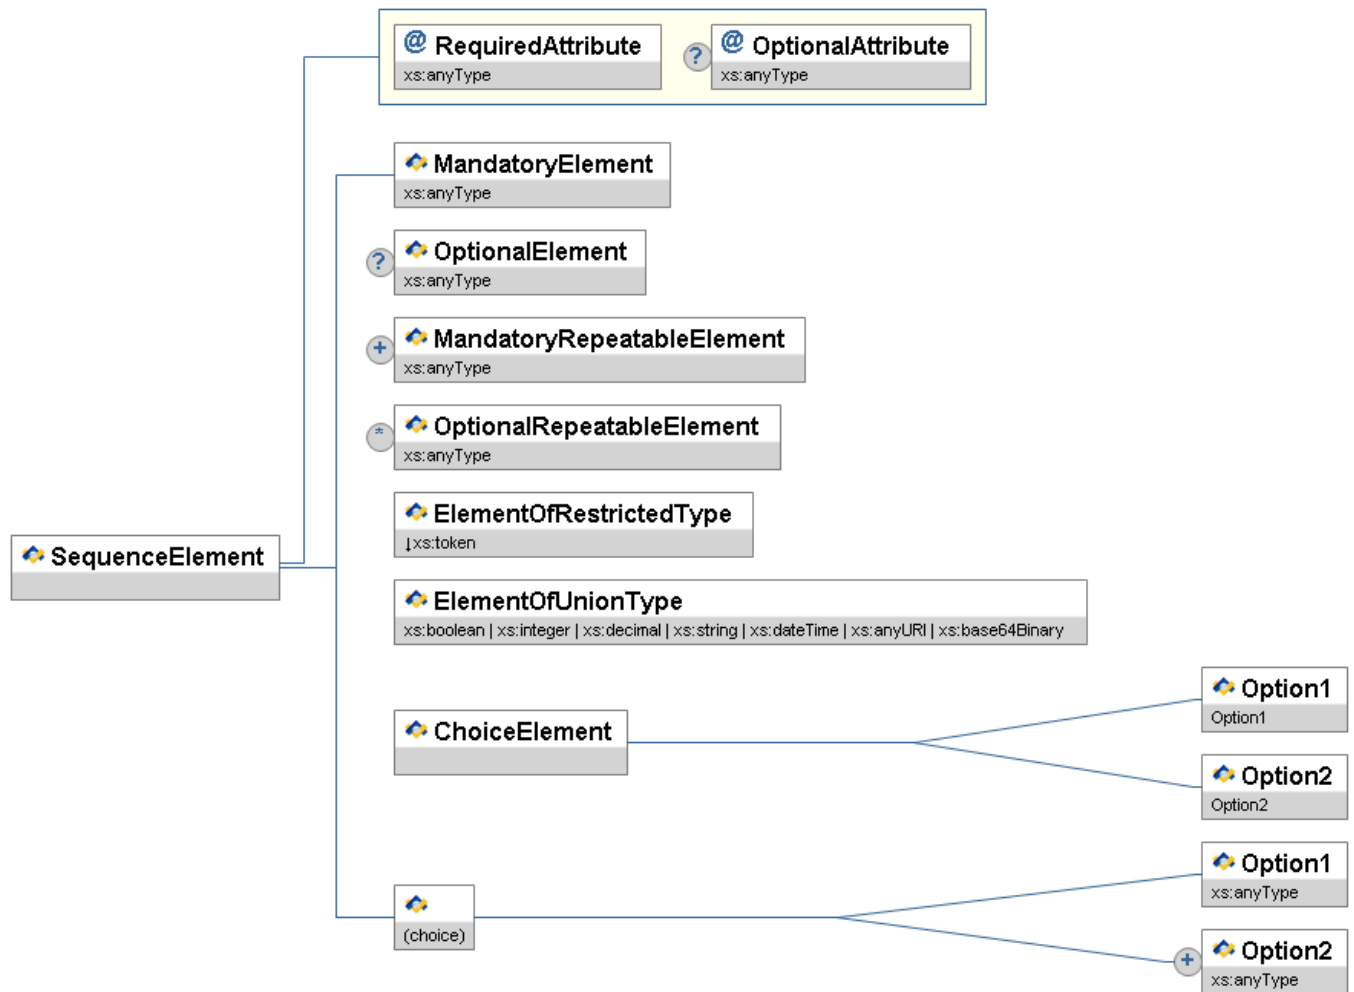 @ RequiredAttribute
xs:anyType
? @ OptionalAttribute
xs:anyType
MandatoryElement
xs:anyType
? OptionalElement
xs:anyType
+ MandatoryRepeatableElement
xs:anyType
* OptionalRepeatableElement
xs:anyType
ElementOfRestrictedType
↓xs:token
SequenceElement
ElementOfUnionType
xs:boolean | xs:integer | xs:decimal | xs:string | xs:dateTime | xs:anyURI | xs:base64Binary
ChoiceElement
Option1
Option1
Option2
Option2
(choice)
Option1
xs:anyType
+ Option2
xs:anyType